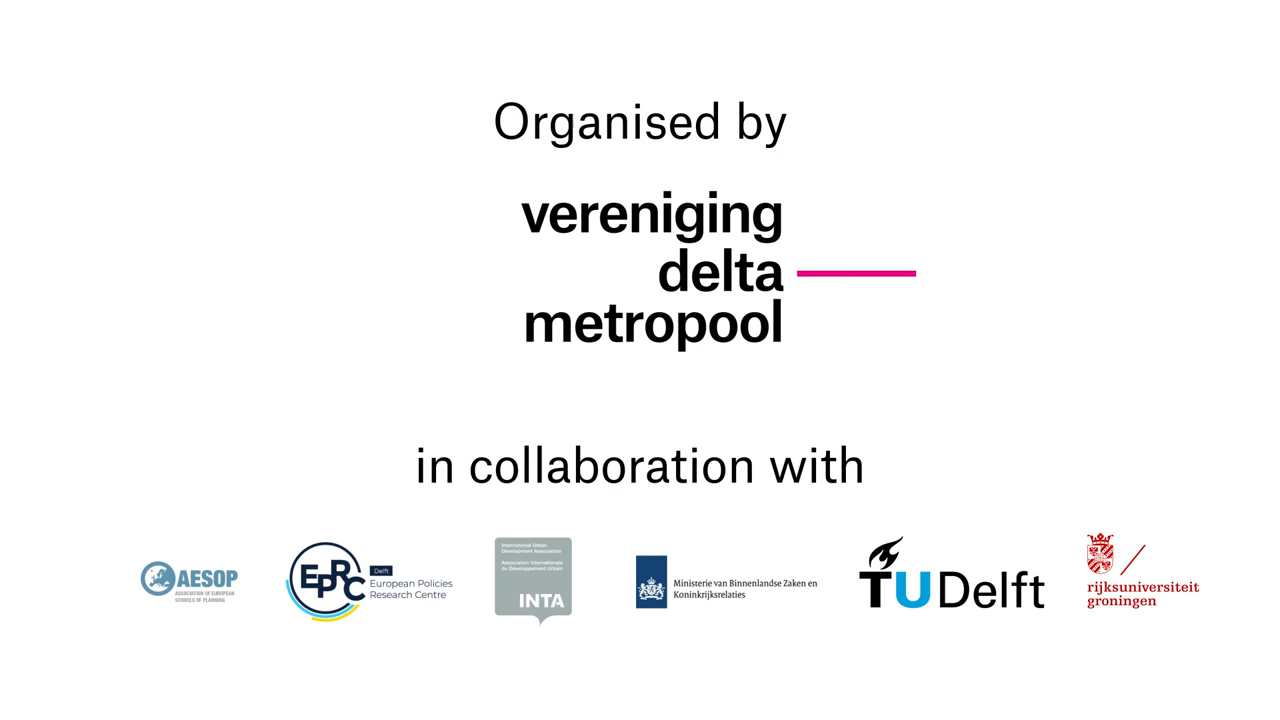 Organised by
vereniging
delta
metropool
in collaboration with
AESOP
ASSOCIATION OF EUROPEAN
SCHOOLS OF PLANNING
EPRC
Delft
European Policies
Research Centre
International Urban
Development Association
Association Internationale
du Développement Urbain
INTA
Ministerie van Binnenlandse Zaken en
Koninkrijksrelaties
TU Delft
rijksuniversiteit
groningen